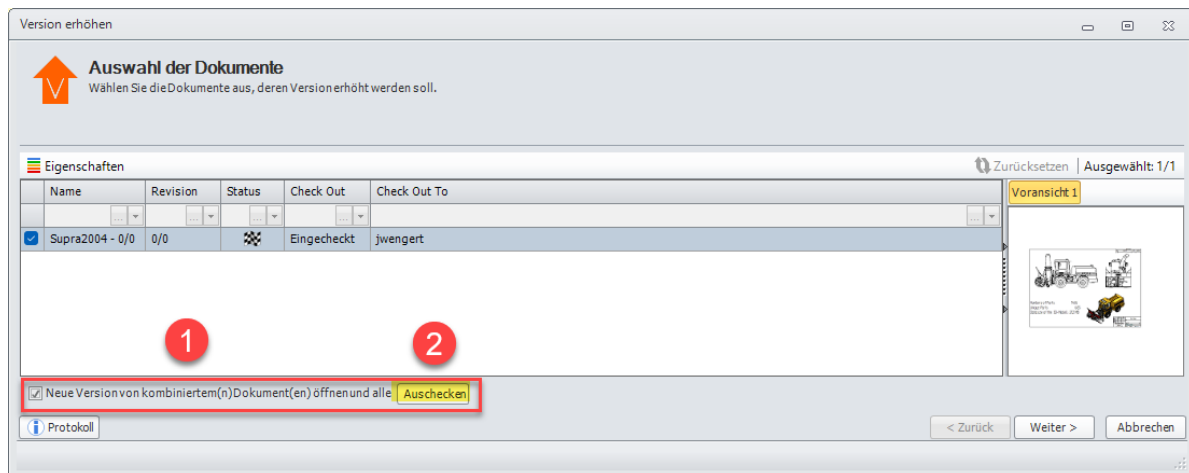 Version erhöhen
Auswahl der Dokumente
Wählen Sie die Dokumente aus, deren Version erhöht werden soll.
Eigenschaften
Zurücksetzen Ausgewählt: 1/1
Name Revision Status Check Out Check Out To
Voransicht 1
Supra2004 - 0/0 0/0 Eingecheckt jwengert
1
2
Neue Version von kombiniertem(n)Dokument(en) öffnen und alle Auschecken
Protokoll
< Zurück Weiter > Abbrechen